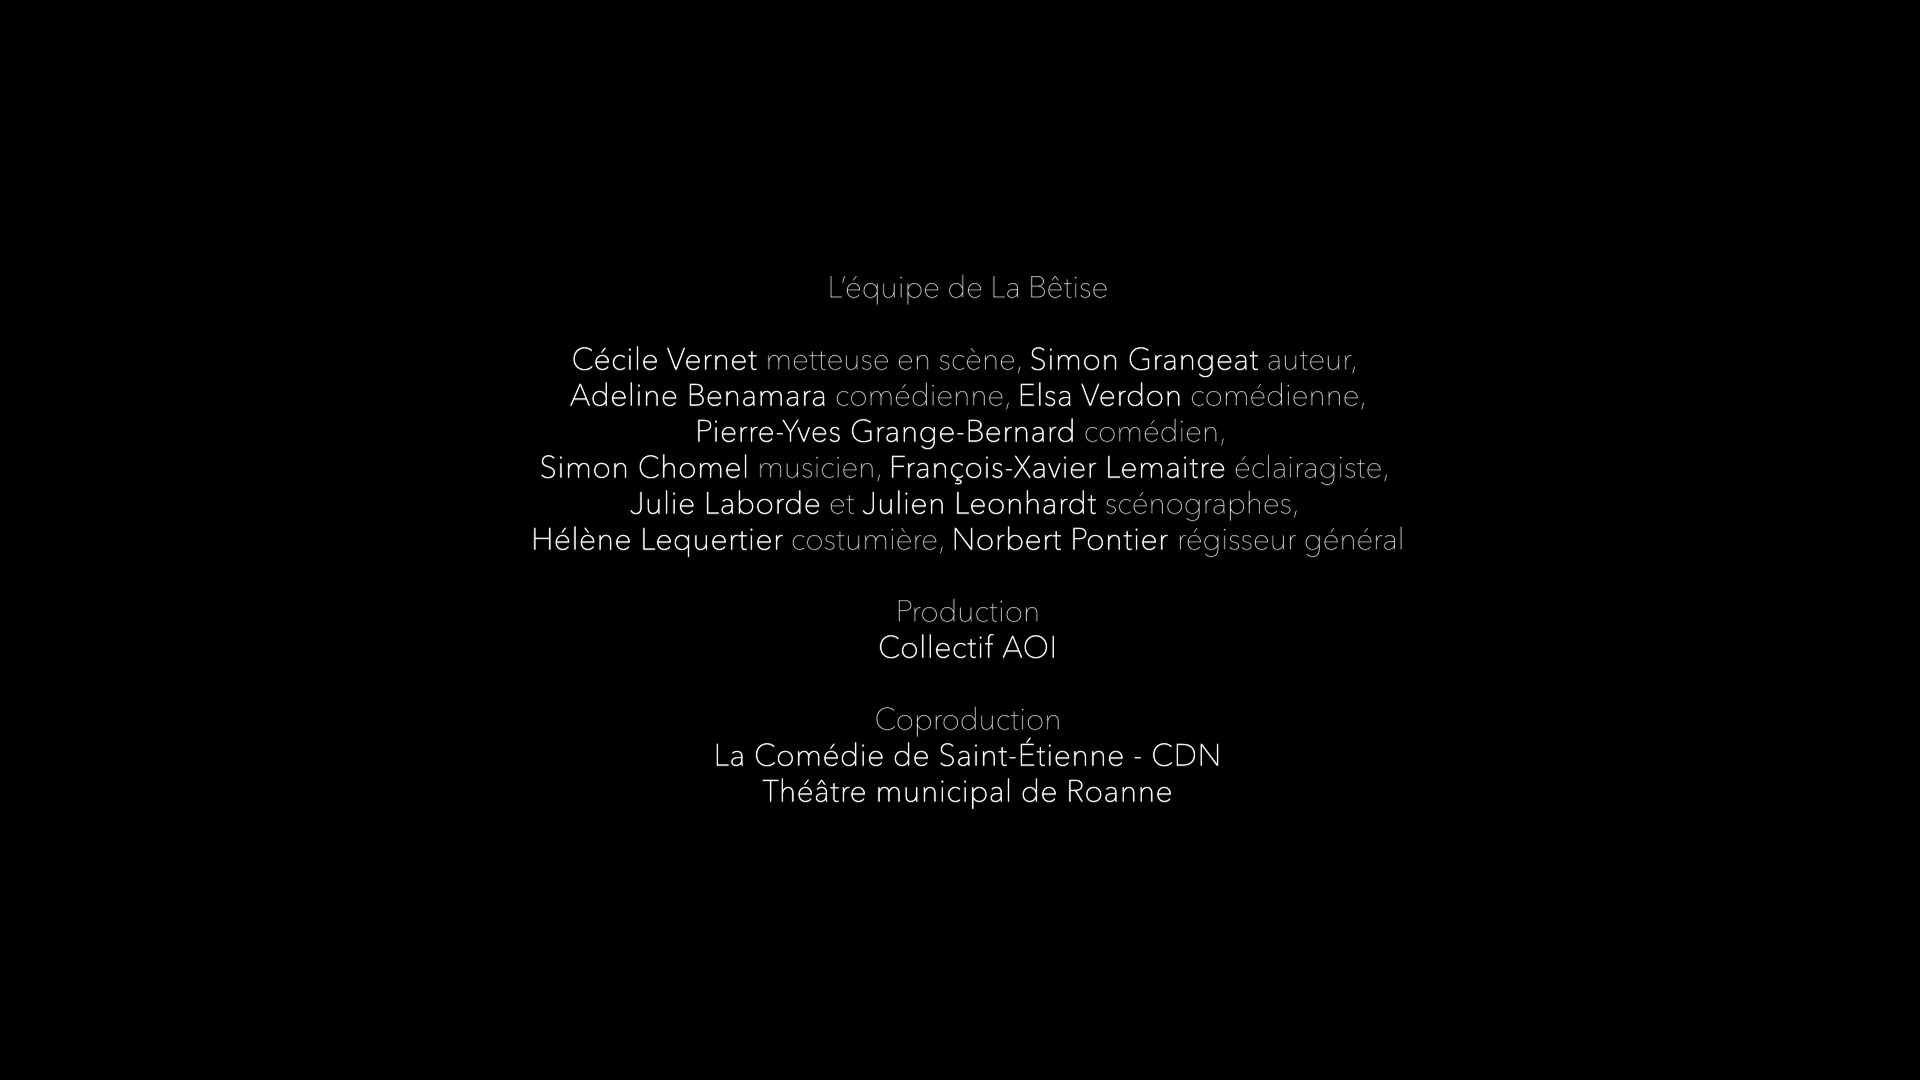 L’équipe de La Bêtise
Cécile Vernet metteuse en scène, Simon Grangeat auteur,
Adeline Benamara comédienne, Elsa Verdon comédienne,
Pierre-Yves Grange-Bernard comédien,
Simon Chomel musicien, François-Xavier Lemaitre éclairagiste,
Julie Laborde et Julien Leonhardt scénographes,
Hélène Lequertier costumière, Norbert Pontier régisseur général
Production
Collectif AOI
Coproduction
La Comédie de Saint-Étienne - CDN
Théâtre municipal de Roanne